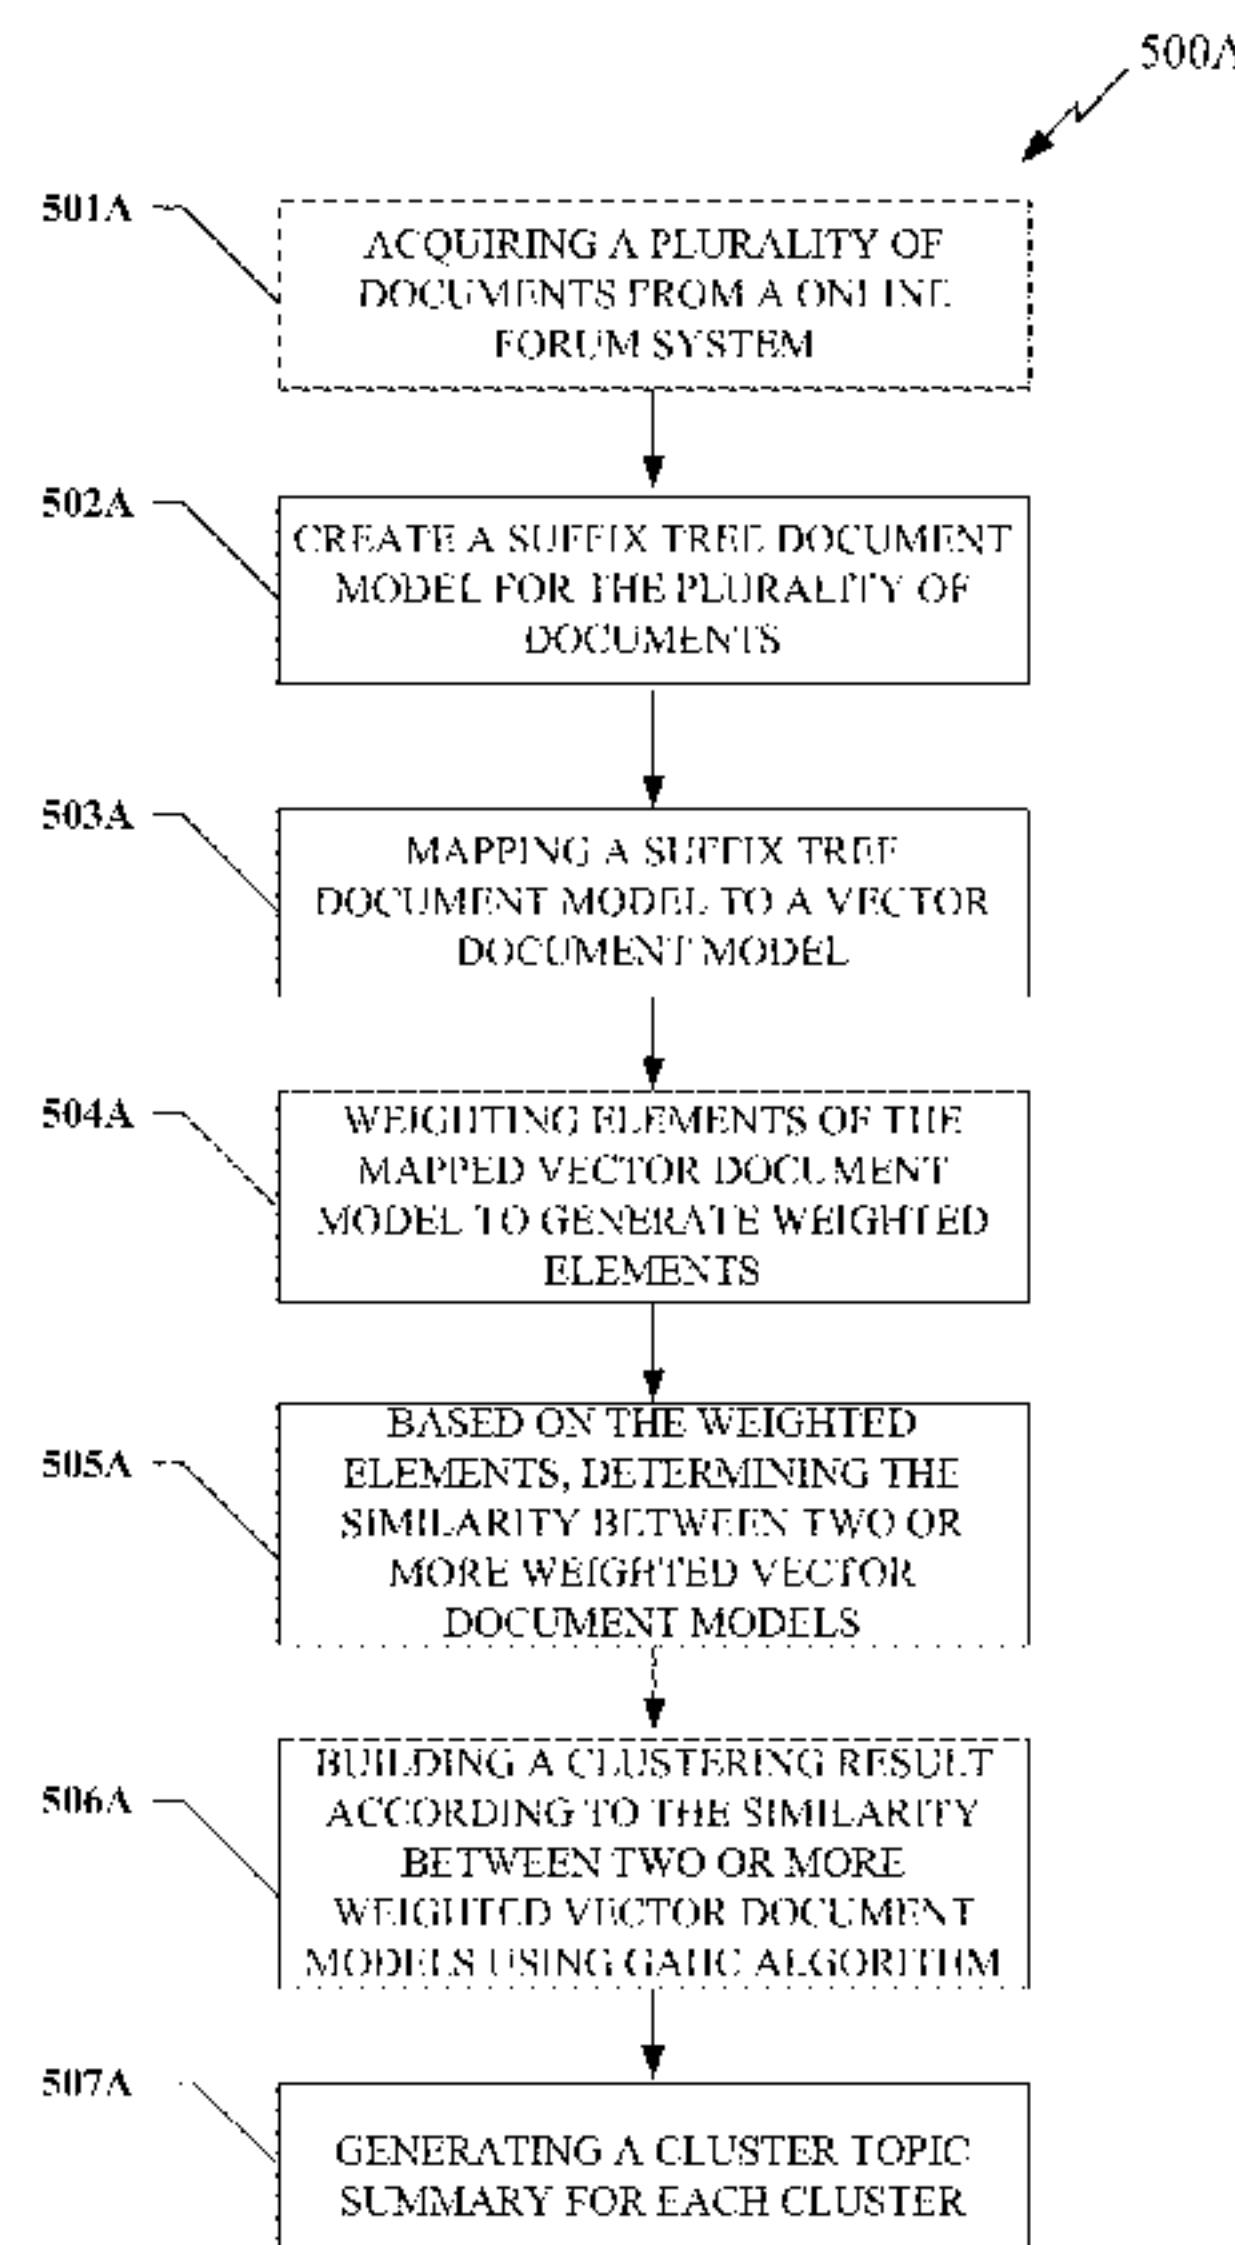 500A
501A
ACQUIRING A PLURALITY OF
DOCUMENTS FROM A ONLINE
FORUM SYSTEM
502A
CREATE A SUFFIX TREE DOCUMENT
MODEL FOR THE PLURALITY OF
DOCUMENTS
503A
MAPPING A SUFFIX TREE
DOCUMENT MODEL TO A VECTOR
DOCUMENT MODEL
504A
WEIGHTING ELEMENTS OF THE
MAPPED VECTOR DOCUMENT
MODEL TO GENERATE WEIGHTED
ELEMENTS
505A
BASED ON THE WEIGHTED
ELEMENTS, DETERMINING THE
SIMILARITY BETWEEN TWO OR
MORE WEIGHTED VECTOR
DOCUMENT MODELS
506A
BUILDING A CLUSTERING RESULT
ACCORDING TO THE SIMILARITY
BETWEEN TWO OR MORE
WEIGHTED VECTOR DOCUMENT
MODELS USING GAHC ALGORITHM
507A
GENERATING A CLUSTER TOPIC
SUMMARY FOR EACH CLUSTER